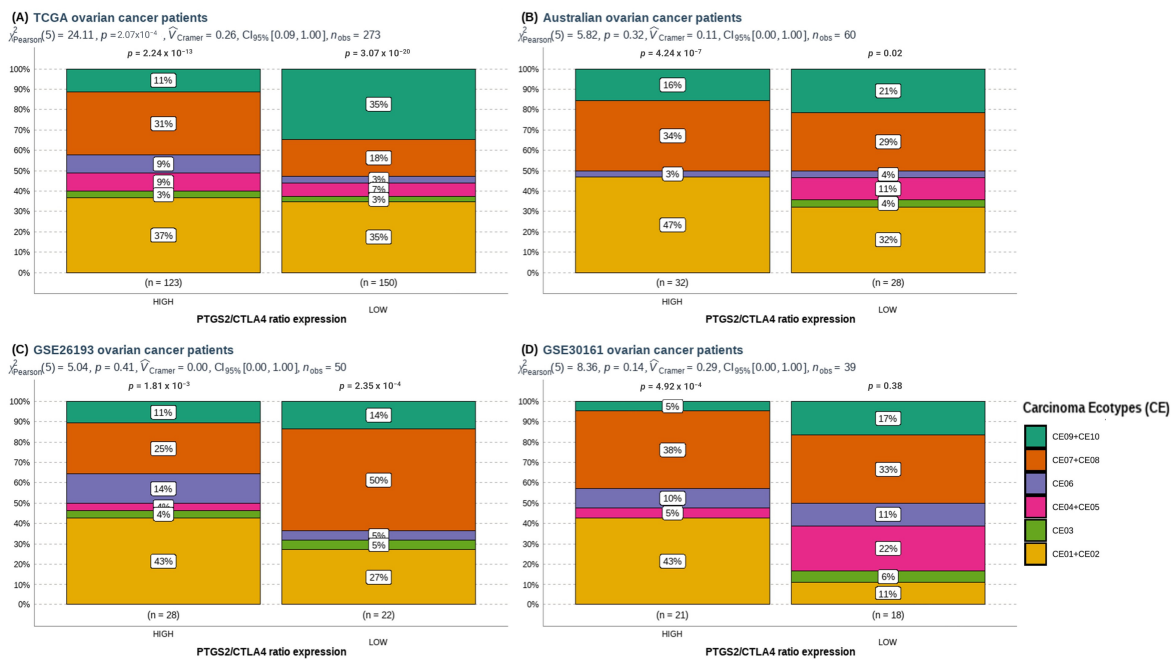 (A) TCGA ovarian cancer patients
χ²Pearson(5) = 24.11, p = 2.07x10⁻⁴ , V̂Cramer = 0.26, CI95% [0.09, 1.00], nobs = 273
p = 2.24 x 10⁻¹³
p = 3.07 x 10⁻²⁰
100%
90%
80%
70%
60%
50%
40%
30%
20%
10%
0%
11%
31%
9%
9%
3%
37%
35%
18%
3%
7%
3%
35%
(n = 123)
(n = 150)
HIGH
LOW
PTGS2/CTLA4 ratio expression
(B) Australian ovarian cancer patients
χ²Pearson(5) = 5.82, p = 0.32, V̂Cramer = 0.11, CI95% [0.00, 1.00], nobs = 60
p = 4.24 x 10⁻⁷
p = 0.02
100%
90%
80%
70%
60%
50%
40%
30%
20%
10%
0%
16%
34%
3%
47%
21%
29%
4%
11%
4%
32%
(n = 32)
(n = 28)
HIGH
LOW
PTGS2/CTLA4 ratio expression
(C) GSE26193 ovarian cancer patients
χ²Pearson(5) = 5.04, p = 0.41, V̂Cramer = 0.00, CI95% [0.00, 1.00], nobs = 50
p = 1.81 x 10⁻³
p = 2.35 x 10⁻⁴
100%
90%
80%
70%
60%
50%
40%
30%
20%
10%
0%
11%
25%
14%
4%
4%
43%
14%
50%
5%
5%
27%
(n = 28)
(n = 22)
HIGH
LOW
PTGS2/CTLA4 ratio expression
(D) GSE30161 ovarian cancer patients
χ²Pearson(5) = 8.36, p = 0.14, V̂Cramer = 0.29, CI95% [0.00, 1.00], nobs = 39
p = 4.92 x 10⁻⁴
p = 0.38
100%
90%
80%
70%
60%
50%
40%
30%
20%
10%
0%
5%
38%
10%
5%
43%
17%
33%
11%
22%
6%
11%
(n = 21)
(n = 18)
HIGH
LOW
PTGS2/CTLA4 ratio expression
Carcinoma Ecotypes (CE)
CE09+CE10
CE07+CE08
CE06
CE04+CE05
CE03
CE01+CE02